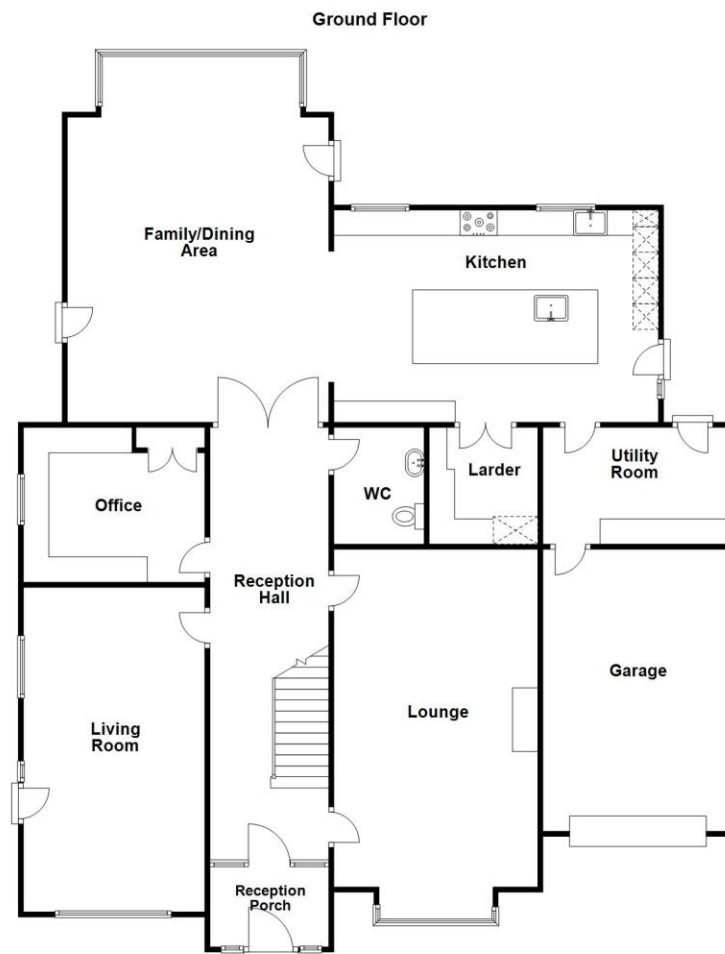 Ground Floor
Family/Dining
Area
Kitchen
Office
WC
Larder
Utility
Room
Reception
Hall
Living
Room
Lounge
Garage
Reception
Porch